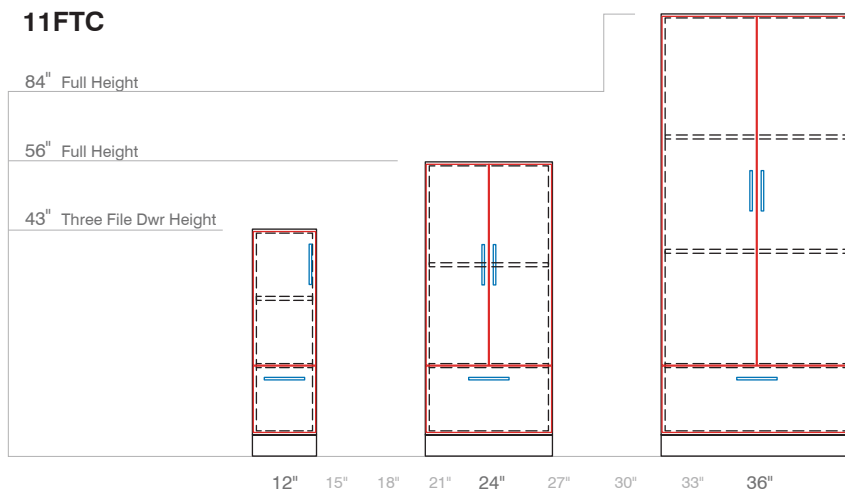 11FTC
84" Full Height
56" Full Height
43" Three File Dwr Height
12" 15" 18" 21" 24" 27" 30" 33" 36"